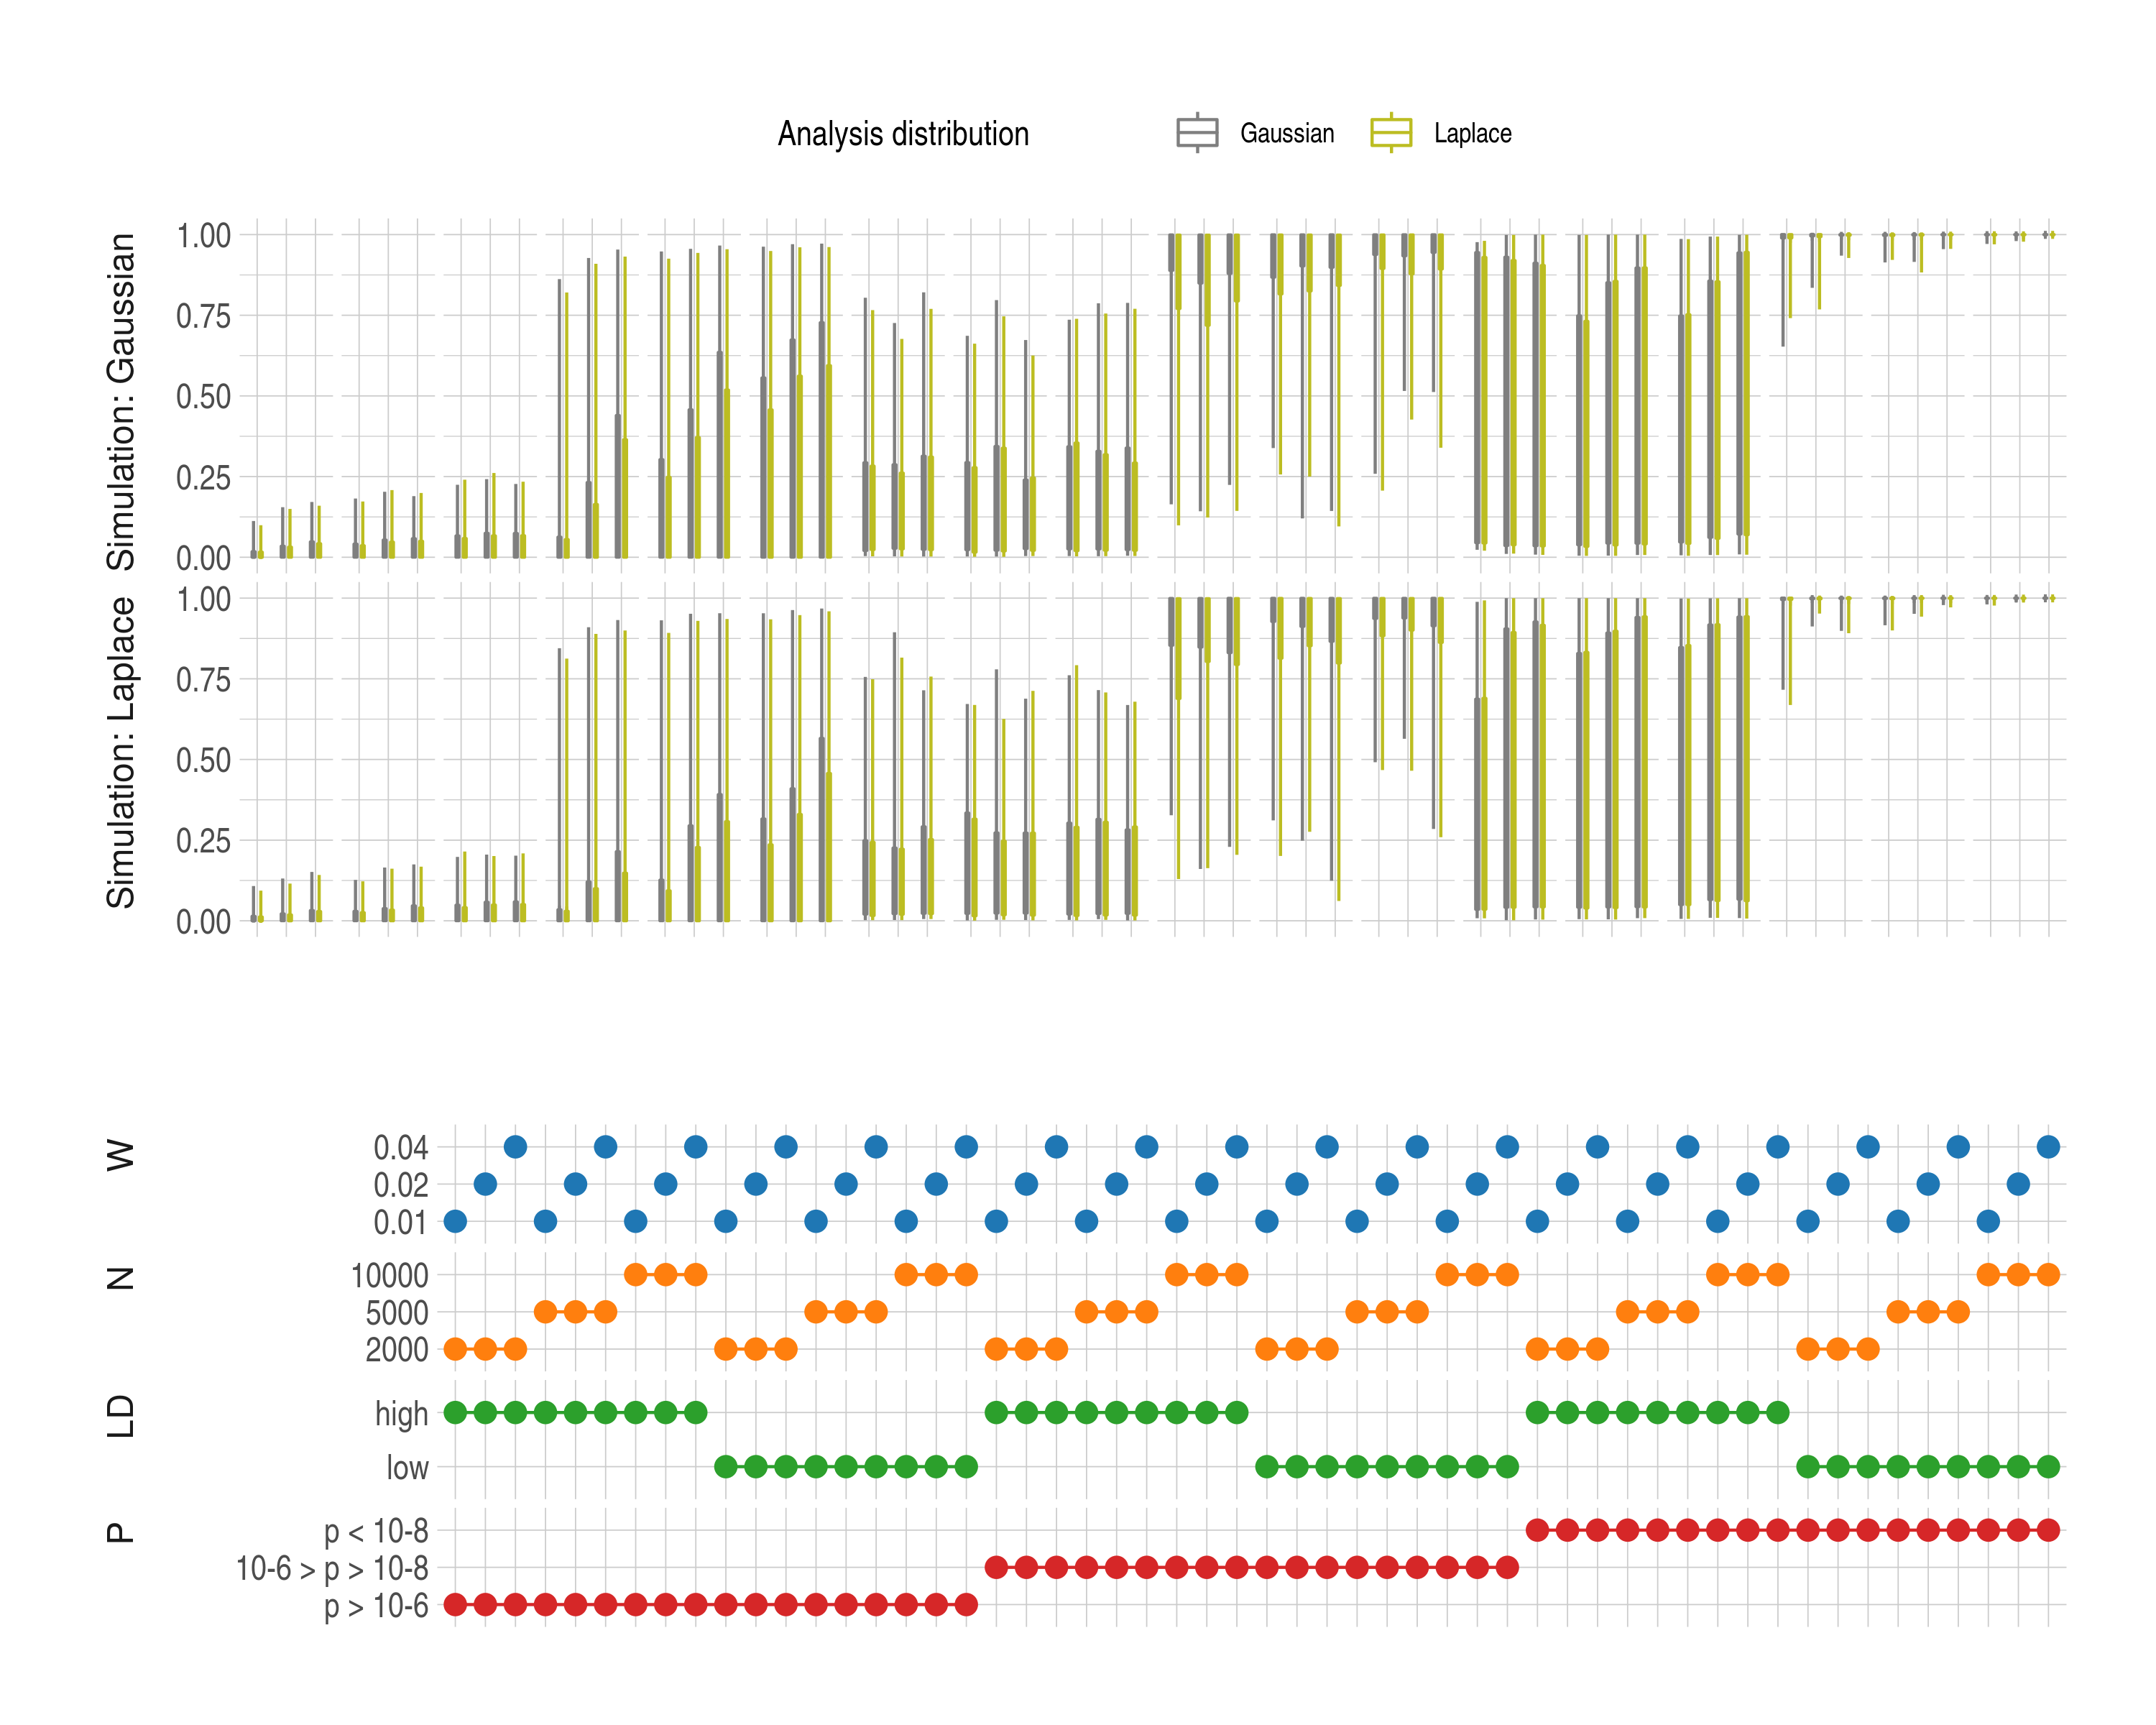 Analysis distribution Gaussian Laplace
Simulation: Gaussian
1.00
0.75
0.50
0.25
0.00
Simulation: Laplace
1.00
0.75
0.50
0.25
0.00
W
0.04
0.02
0.01
N
10000
5000
2000
LD
high
low
P
p < 10-8
10-6 > p > 10-8
p > 10-6